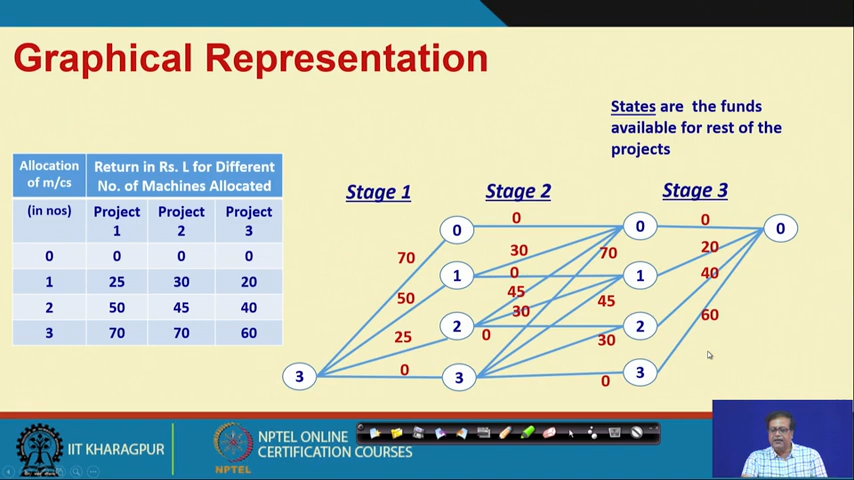 Graphical Representation
States are the funds
available for rest of the
projects
Allocation
of m/cs
Return in Rs. L for Different
No. of Machines Allocated
(in nos)
Project
1
Project
2
Project
3
0 0 0 0
1 25 30 20
2 50 45 40
3 70 70 60
Stage 1 Stage 2 Stage 3
0 0 0 0 0
70 30 70 20
1 0 1 40
50 45 45
30 60
25 2 0 30 2
3 0 3 0 3
IIT KHARAGPUR
NPTEL
NPTEL ONLINE
CERTIFICATION COURSES